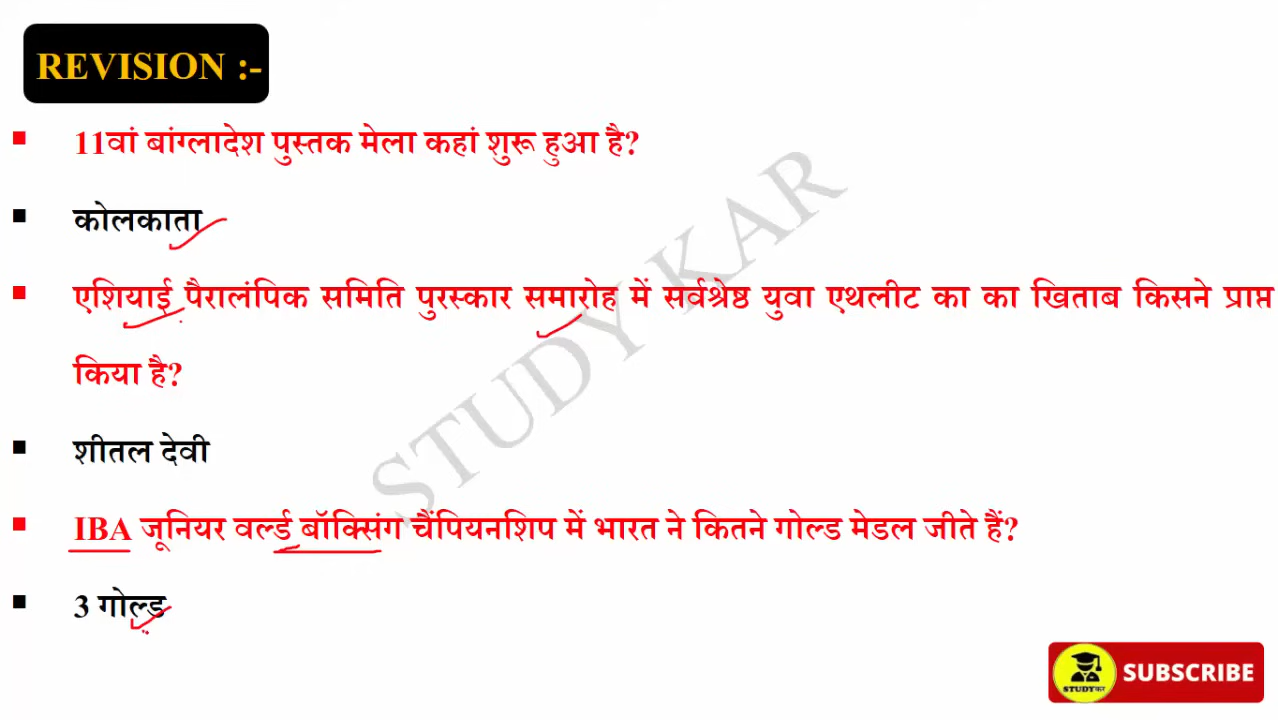 REVISION :-
11वां बांग्लादेश पुस्तक मेला कहां शुरू हुआ है?
कोलकाता
एशियाई पैरालंपिक समिति पुरस्कार समारोह में सर्वश्रेष्ठ युवा एथलीट का का खिताब किसने प्राप्त
किया है?
शीतल देवी
IBA जूनियर वर्ल्ड बॉक्सिंग चैंपियनशिप में भारत ने कितने गोल्ड मेडल जीते हैं?
3 गोल्ड
STUDY KAR
STUDYकर
SUBSCRIBE